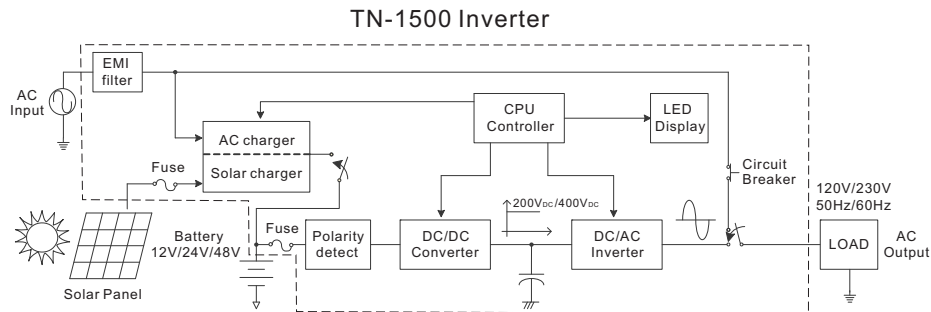 TN-1500 Inverter
EMI
filter
AC
Input
CPU
Controller
LED
Display
AC charger
Solar charger
Fuse
Circuit
Breaker
120V/230V
50Hz/60Hz
200VDC/400VDC
Battery
12V/24V/48V
Fuse
Polarity
detect
DC/DC
Converter
DC/AC
Inverter
LOAD
AC
Output
Solar Panel